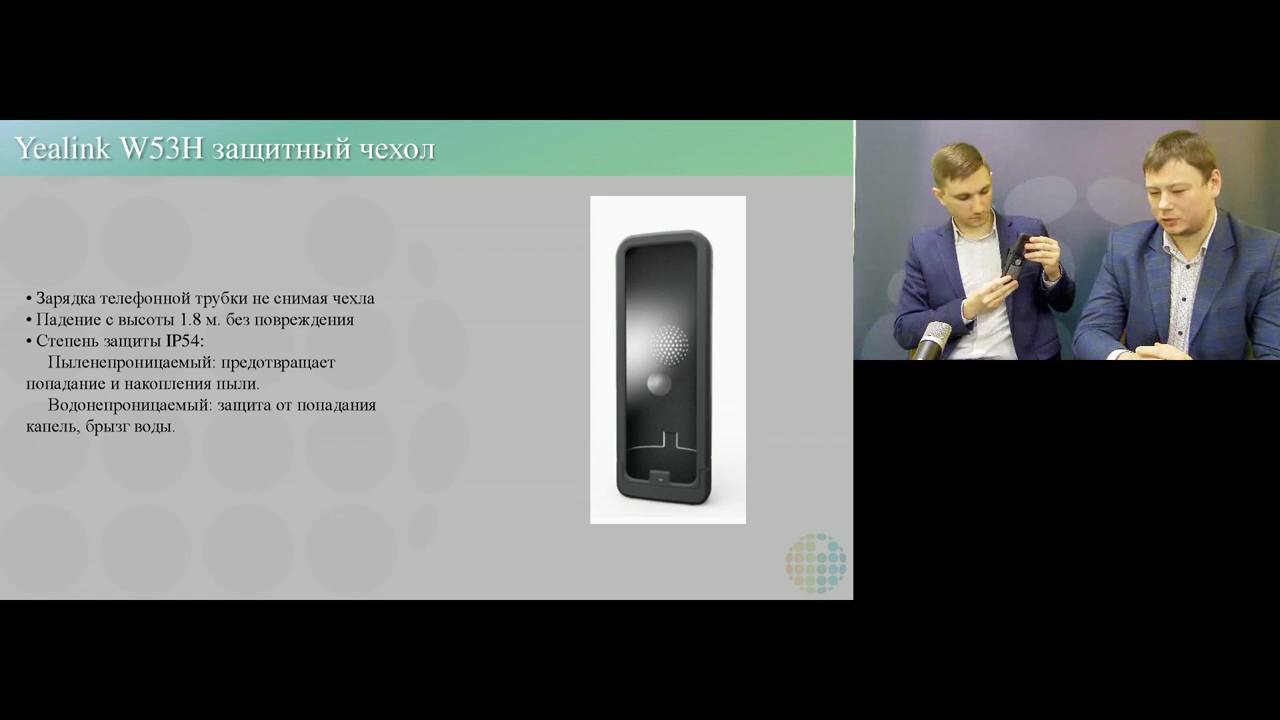 Yealink W53H защитный чехол
• Зарядка телефонной трубки не снимая чехла
• Падение с высоты 1.8 м. без повреждения
• Степень защиты IP54:
Пыленепроницаемый: предотвращает
попадание и накопления пыли.
Водонепроницаемый: защита от попадания
капель, брызг воды.